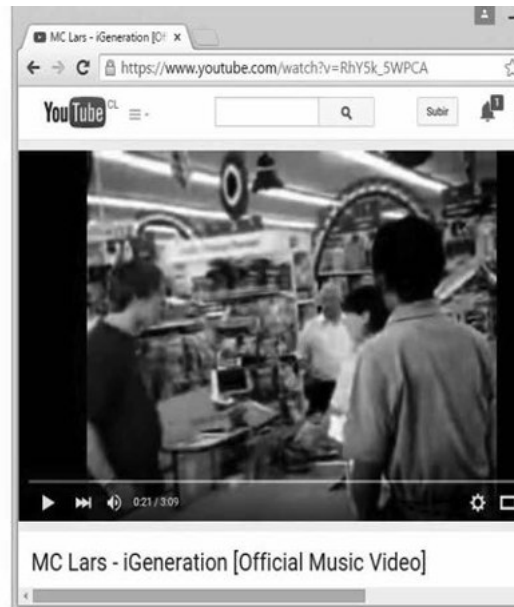 MC Lars - iGeneration [Of
https://www.youtube.com/watch?v=RhY5k_5WPCA
YouTube CL
Subir
1
0:21 / 3:09
MC Lars - iGeneration [Official Music Video]